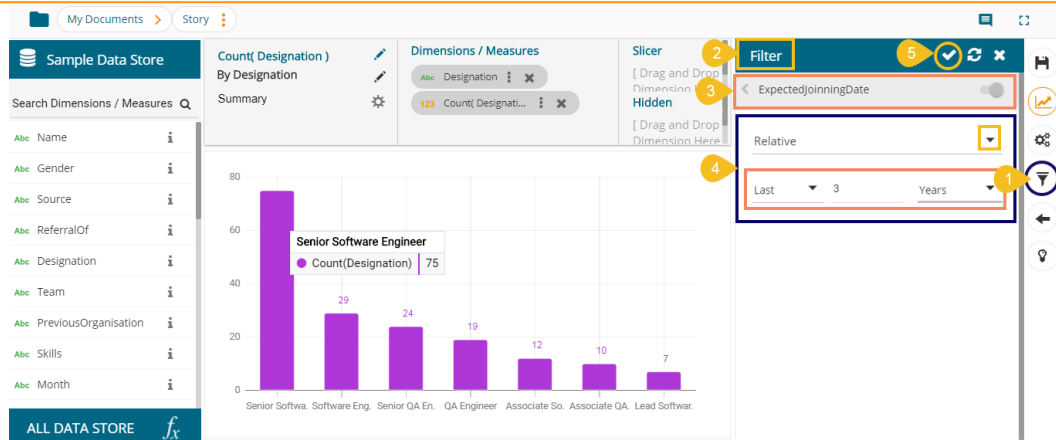 My Documents > Story
Sample Data Store
Search Dimensions / Measures
Abc Name i
Abc Gender i
Abc Source i
Abc ReferralOf i
Abc Designation i
Abc Team i
Abc PreviousOrganisation i
Abc Skills i
Abc Month i
ALL DATA STORE fx
Count( Designation )
By Designation
Summary
Dimensions / Measures
Abc Designation
123 Count( Designati...
Slicer
[ Drag and Drop
Dimension H
Hidden
[ Drag and Drop
Dimension Here
80
60
40
20
0
Senior Software Engineer
Count(Designation) 75
29
24
19
12
10
7
Senior Softwa. Software Eng. Senior QA En. QA Engineer Associate So. Associate QA. Lead Softwar.
2 Filter 5
3 ExpectedJoinningDate
Relative
4
Last 3 Years
1